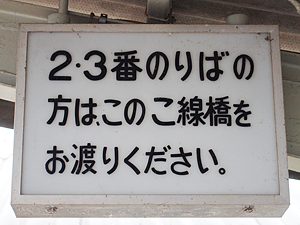 2・3番のりばの
方は、このこ線橋を
お渡りください。